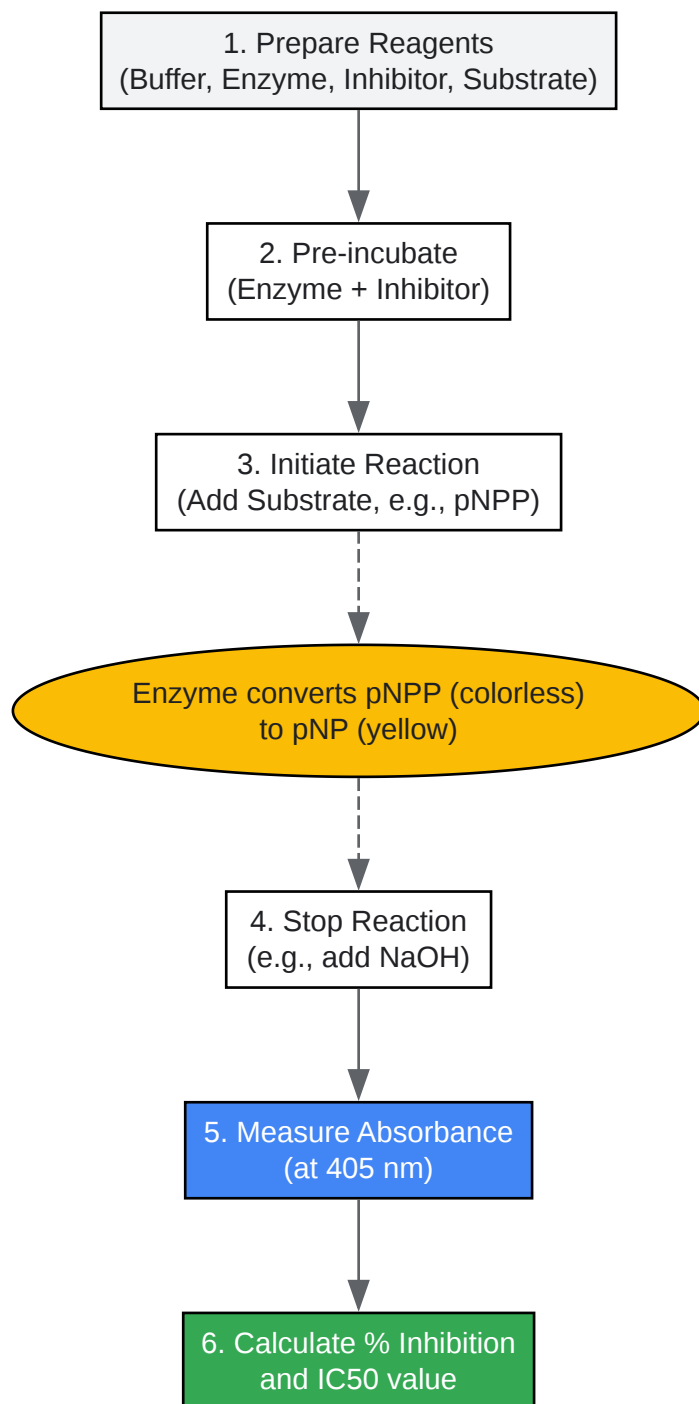 1. Prepare Reagents
(Buffer, Enzyme, Inhibitor, Substrate)
2. Pre-incubate
(Enzyme + Inhibitor)
3. Initiate Reaction
(Add Substrate, e.g., pNPP)
Enzyme converts pNPP (colorless)
to pNP (yellow)
4. Stop Reaction
(e.g., add NaOH)
5. Measure Absorbance
(at 405 nm)
6. Calculate % Inhibition
and IC50 value